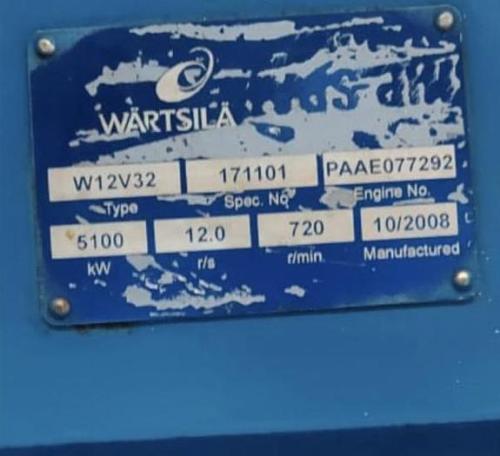 WÄRTSILÄ
W12V32 171101 PAAE077292
Type Spec. No Engine No.
5100 12.0 720 10/2008
kW r/s r/min Manufactured